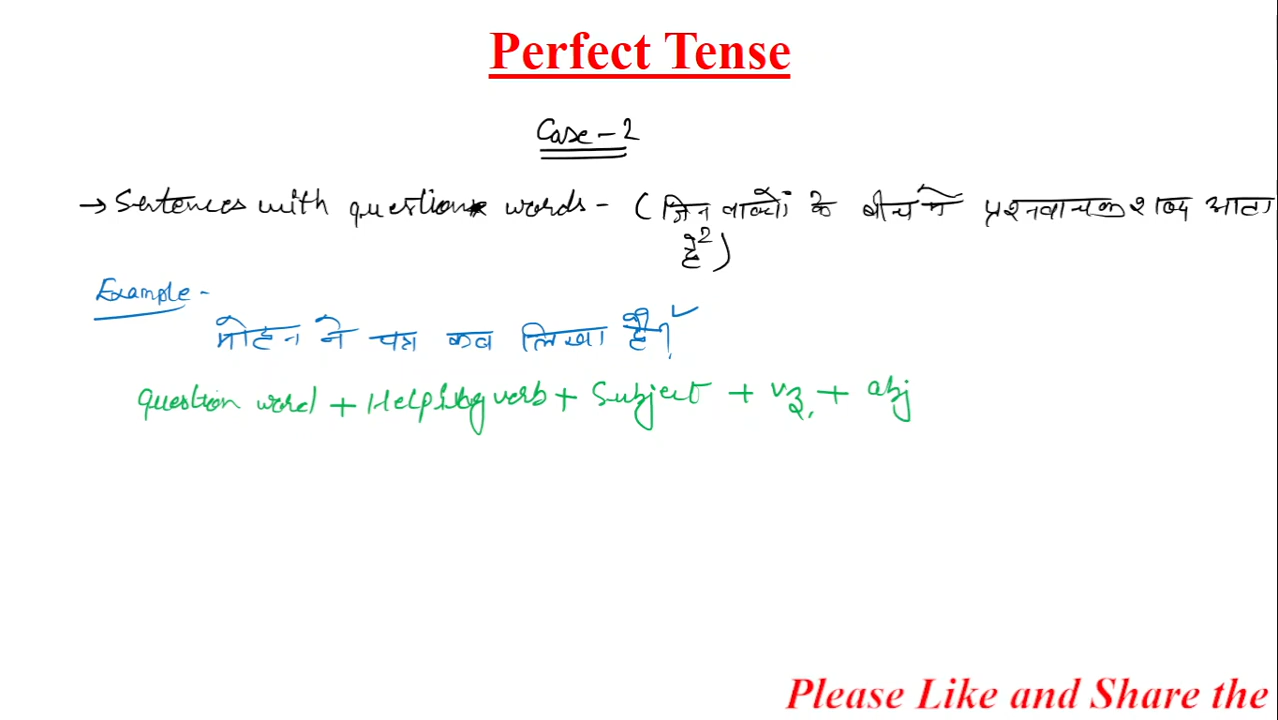 Perfect Tense
Case - 2
→ Sentences with question words - (जिन वाक्यों के बीच मे प्रश्नवाचक शब्द आता
है)
Example -
मोहन ने पत्र कब लिखा है।
question word + Helping verb + Subject + v3 + obj
Please Like and Share the